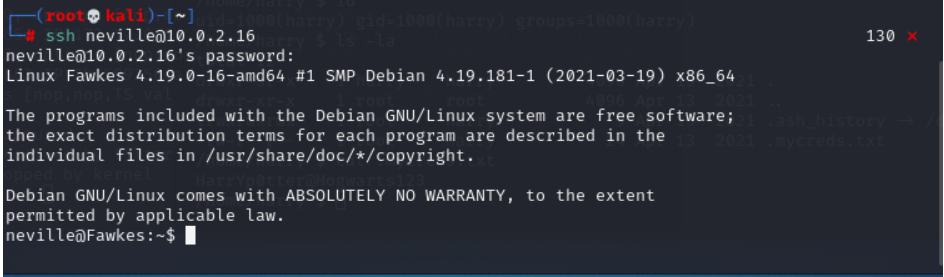 ┌──(root💀kali)-[~]
└─# ssh neville@10.0.2.16 130 ⨯
neville@10.0.2.16's password:
Linux Fawkes 4.19.0-16-amd64 #1 SMP Debian 4.19.181-1 (2021-03-19) x86_64

The programs included with the Debian GNU/Linux system are free software;
the exact distribution terms for each program are described in the
individual files in /usr/share/doc/*/copyright.

Debian GNU/Linux comes with ABSOLUTELY NO WARRANTY, to the extent
permitted by applicable law.
neville@Fawkes:~$